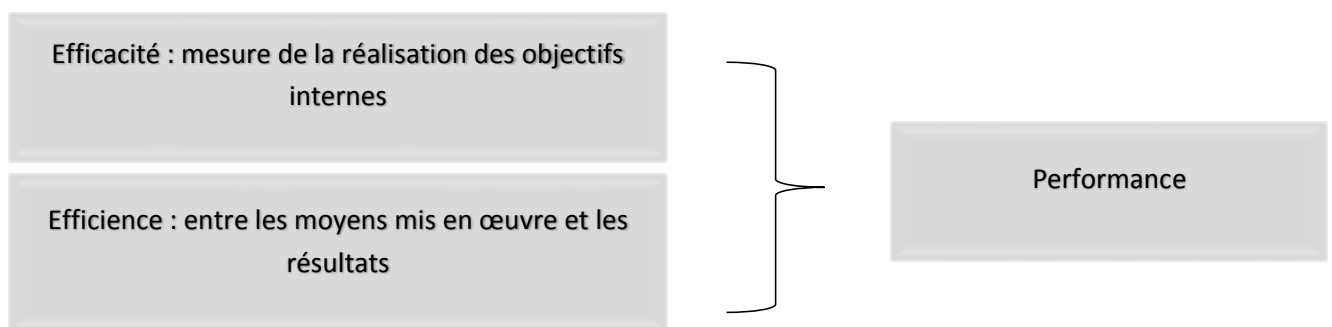 Efficacité : mesure de la réalisation des objectifs
internes
Efficience : entre les moyens mis en œuvre et les
résultats
Performance